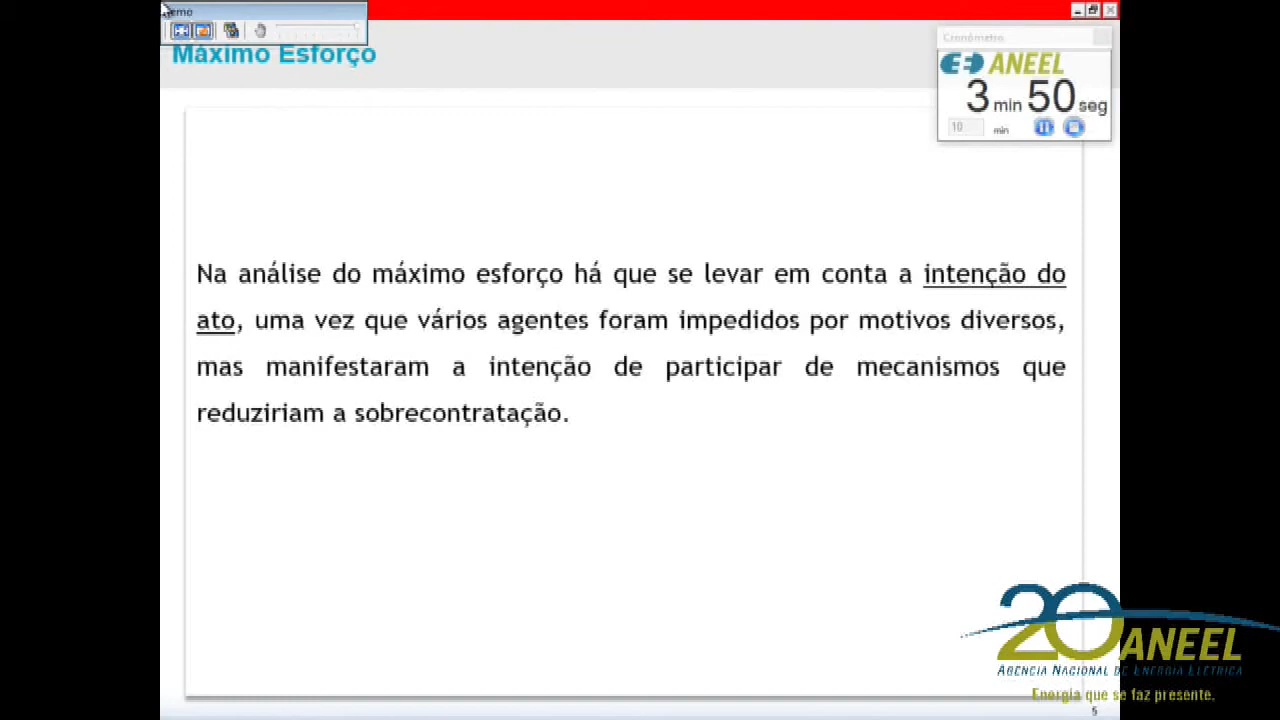 Máximo Esforço
Cronômetro
ANEEL
3 min 50 seg
10 min
Na análise do máximo esforço há que se levar em conta a intenção do
ato, uma vez que vários agentes foram impedidos por motivos diversos,
mas manifestaram a intenção de participar de mecanismos que
reduziriam a sobrecontratação.
20 ANEEL
AGÊNCIA NACIONAL DE ENERGIA ELÉTRICA
Energia que se faz presente.
5